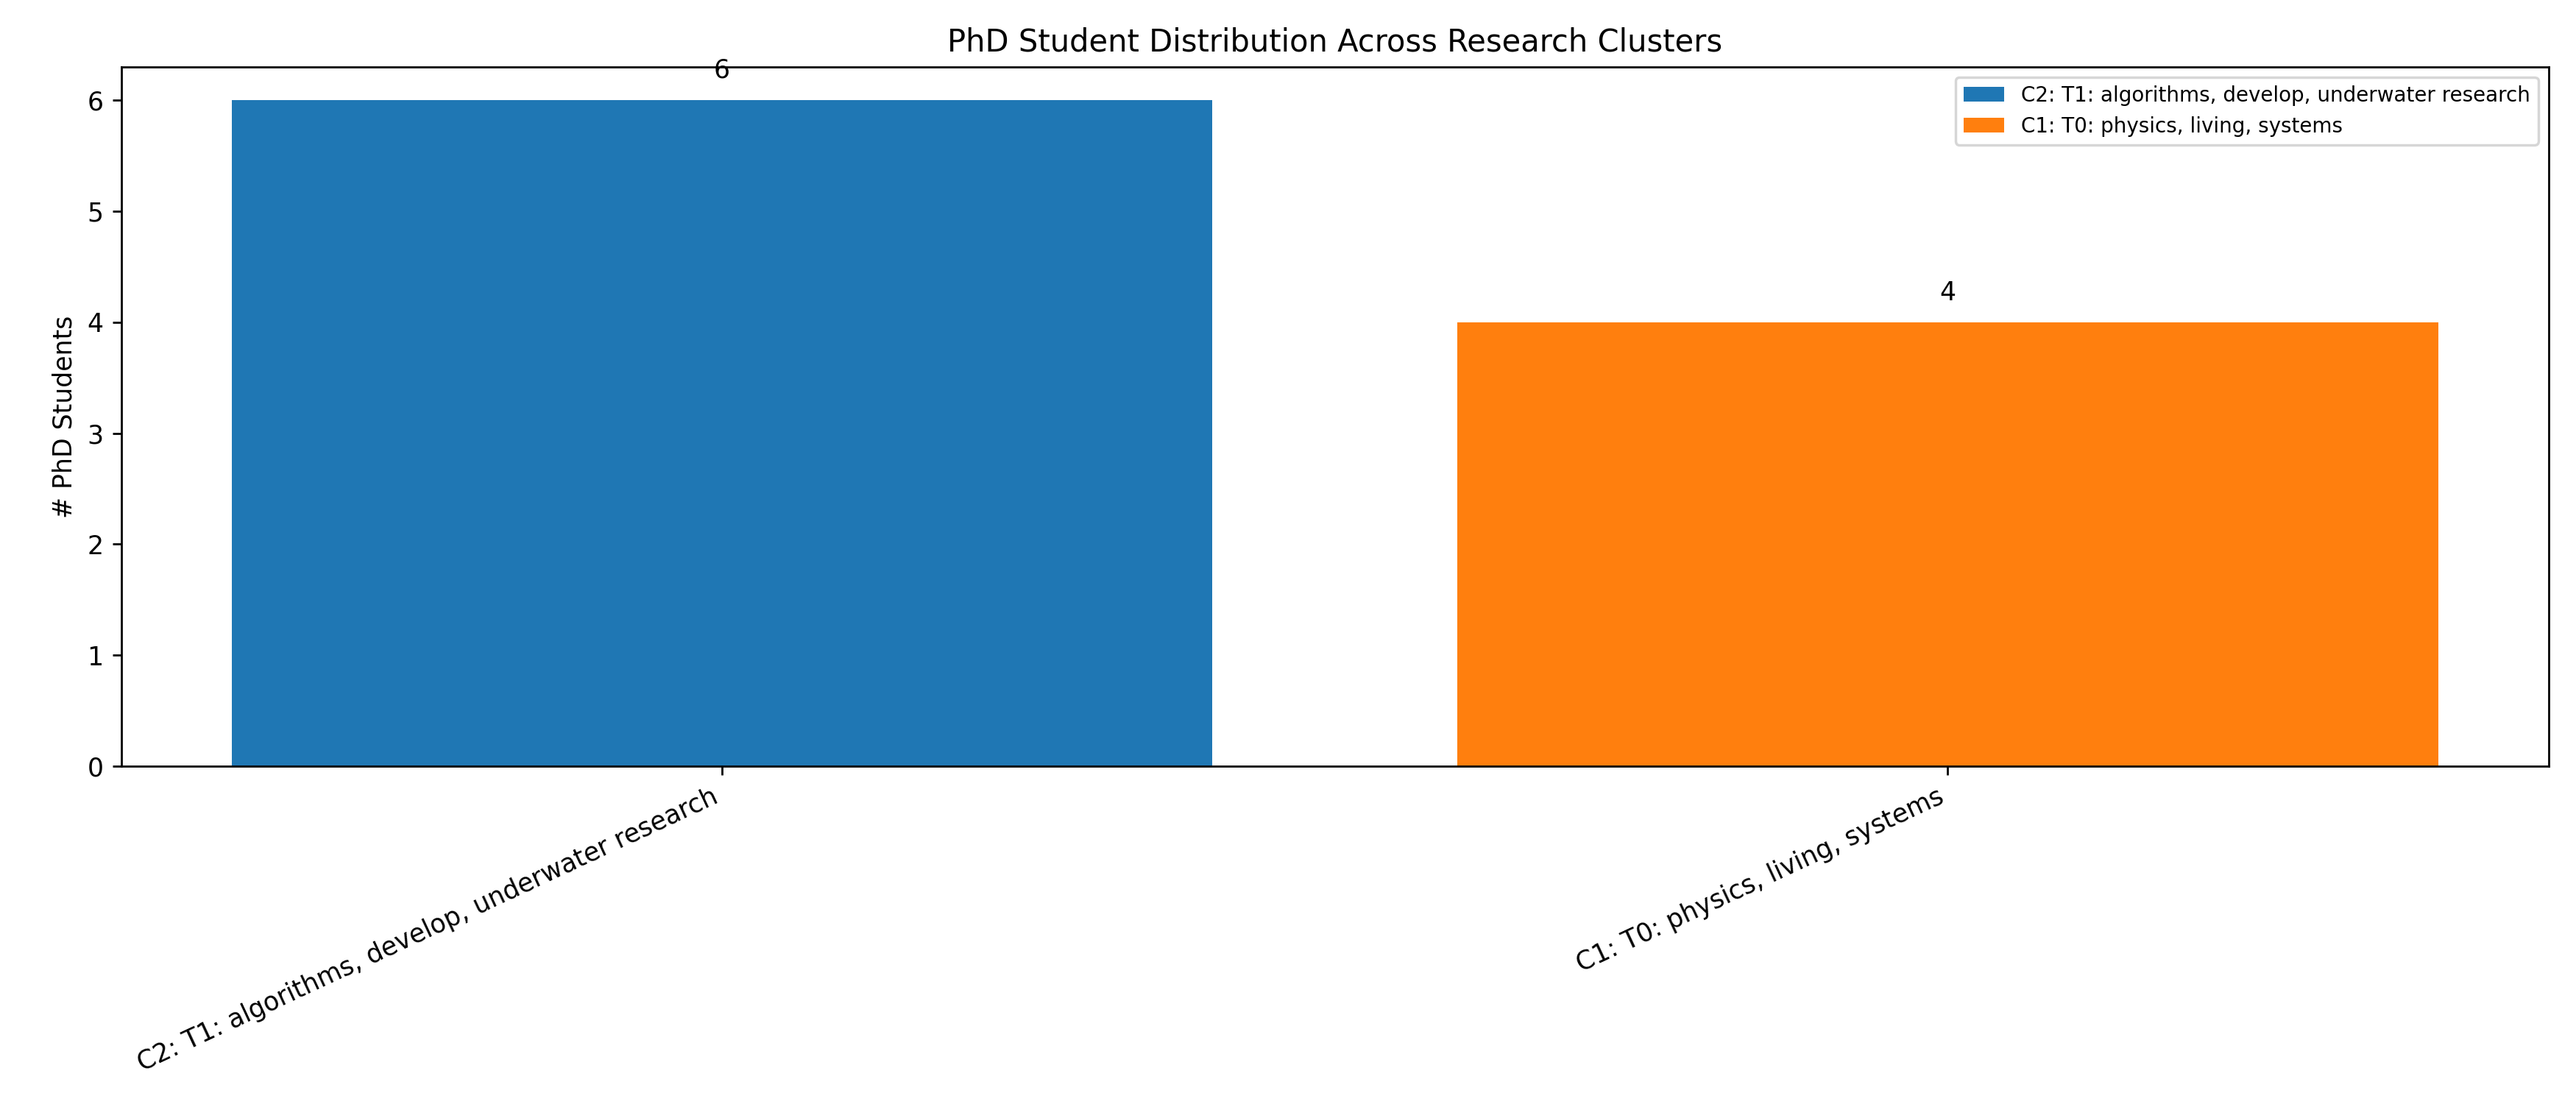 PhD Student Distribution Across Research Clusters
6
4
C2: T1: algorithms, develop, underwater research
C1: T0: physics, living, systems
# PhD Students
6
5
4
3
2
1
0
C2: T1: algorithms, develop, underwater research
C1: T0: physics, living, systems